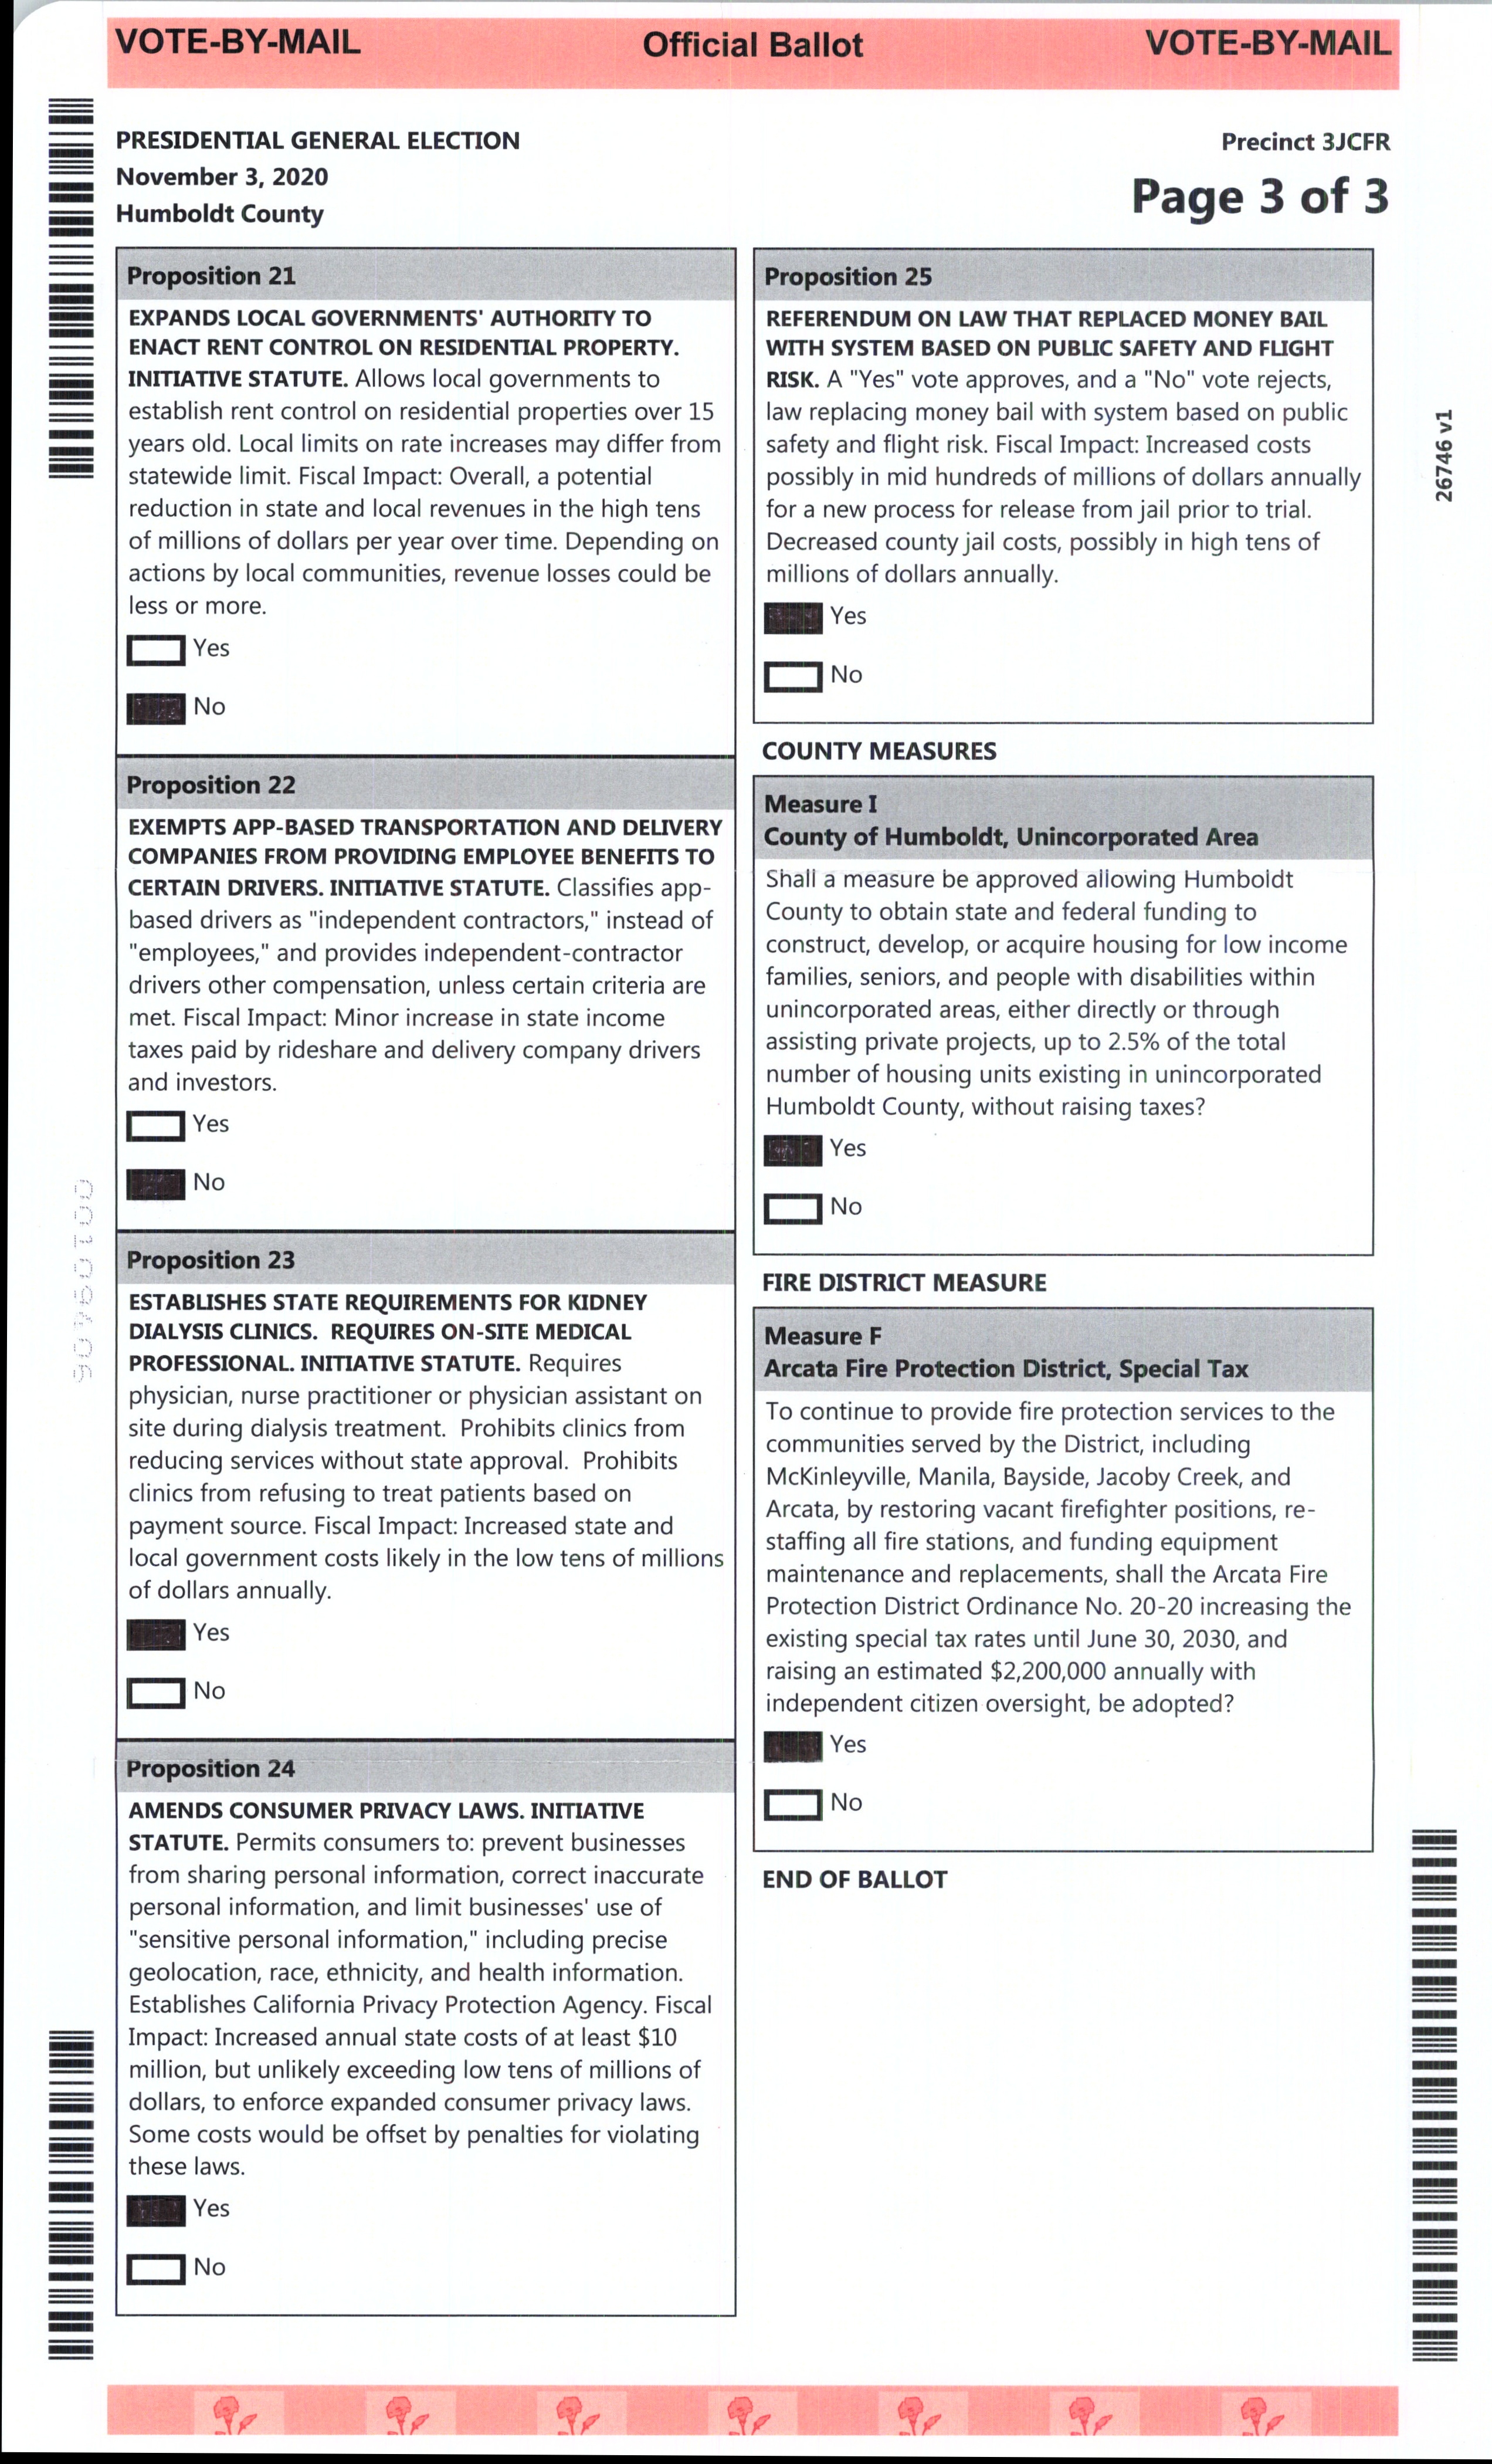 VOTE-BY-MAIL Official Ballot VOTE-BY-MAIL
PRESIDENTIAL GENERAL ELECTION
November 3, 2020
Humboldt County
Precinct 3JCFR
Page 3 of 3
Proposition 21
EXPANDS LOCAL GOVERNMENTS' AUTHORITY TO
ENACT RENT CONTROL ON RESIDENTIAL PROPERTY.
INITIATIVE STATUTE. Allows local governments to
establish rent control on residential properties over 15
years old. Local limits on rate increases may differ from
statewide limit. Fiscal Impact: Overall, a potential
reduction in state and local revenues in the high tens
of millions of dollars per year over time. Depending on
actions by local communities, revenue losses could be
less or more.
Yes
No
Proposition 22
EXEMPTS APP-BASED TRANSPORTATION AND DELIVERY
COMPANIES FROM PROVIDING EMPLOYEE BENEFITS TO
CERTAIN DRIVERS. INITIATIVE STATUTE. Classifies app-
based drivers as "independent contractors," instead of
"employees," and provides independent-contractor
drivers other compensation, unless certain criteria are
met. Fiscal Impact: Minor increase in state income
taxes paid by rideshare and delivery company drivers
and investors.
Yes
No
Proposition 23
ESTABLISHES STATE REQUIREMENTS FOR KIDNEY
DIALYSIS CLINICS. REQUIRES ON-SITE MEDICAL
PROFESSIONAL. INITIATIVE STATUTE. Requires
physician, nurse practitioner or physician assistant on
site during dialysis treatment. Prohibits clinics from
reducing services without state approval. Prohibits
clinics from refusing to treat patients based on
payment source. Fiscal Impact: Increased state and
local government costs likely in the low tens of millions
of dollars annually.
Yes
No
Proposition 24
AMENDS CONSUMER PRIVACY LAWS. INITIATIVE
STATUTE. Permits consumers to: prevent businesses
from sharing personal information, correct inaccurate
personal information, and limit businesses' use of
"sensitive personal information," including precise
geolocation, race, ethnicity, and health information.
Establishes California Privacy Protection Agency. Fiscal
Impact: Increased annual state costs of at least $10
million, but unlikely exceeding low tens of millions of
dollars, to enforce expanded consumer privacy laws.
Some costs would be offset by penalties for violating
these laws.
Yes
No
Proposition 25
REFERENDUM ON LAW THAT REPLACED MONEY BAIL
WITH SYSTEM BASED ON PUBLIC SAFETY AND FLIGHT
RISK. A "Yes" vote approves, and a "No" vote rejects,
law replacing money bail with system based on public
safety and flight risk. Fiscal Impact: Increased costs
possibly in mid hundreds of millions of dollars annually
for a new process for release from jail prior to trial.
Decreased county jail costs, possibly in high tens of
millions of dollars annually.
Yes
No
COUNTY MEASURES
Measure I
County of Humboldt, Unincorporated Area
Shall a measure be approved allowing Humboldt
County to obtain state and federal funding to
construct, develop, or acquire housing for low income
families, seniors, and people with disabilities within
unincorporated areas, either directly or through
assisting private projects, up to 2.5% of the total
number of housing units existing in unincorporated
Humboldt County, without raising taxes?
Yes
No
FIRE DISTRICT MEASURE
Measure F
Arcata Fire Protection District, Special Tax
To continue to provide fire protection services to the
communities served by the District, including
McKinleyville, Manila, Bayside, Jacoby Creek, and
Arcata, by restoring vacant firefighter positions, re-
staffing all fire stations, and funding equipment
maintenance and replacements, shall the Arcata Fire
Protection District Ordinance No. 20-20 increasing the
existing special tax rates until June 30, 2030, and
raising an estimated $2,200,000 annually with
independent citizen oversight, be adopted?
Yes
No
END OF BALLOT
26746 v1